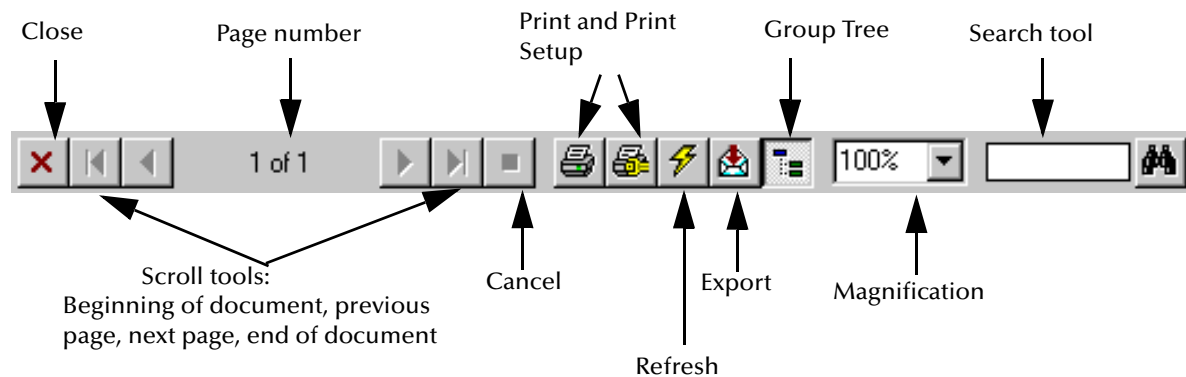 Close
Page number
Print and Print
Setup
Group Tree
Search tool
1 of 1
100%
Scroll tools:
Beginning of document, previous
page, next page, end of document
Cancel
Export
Magnification
Refresh